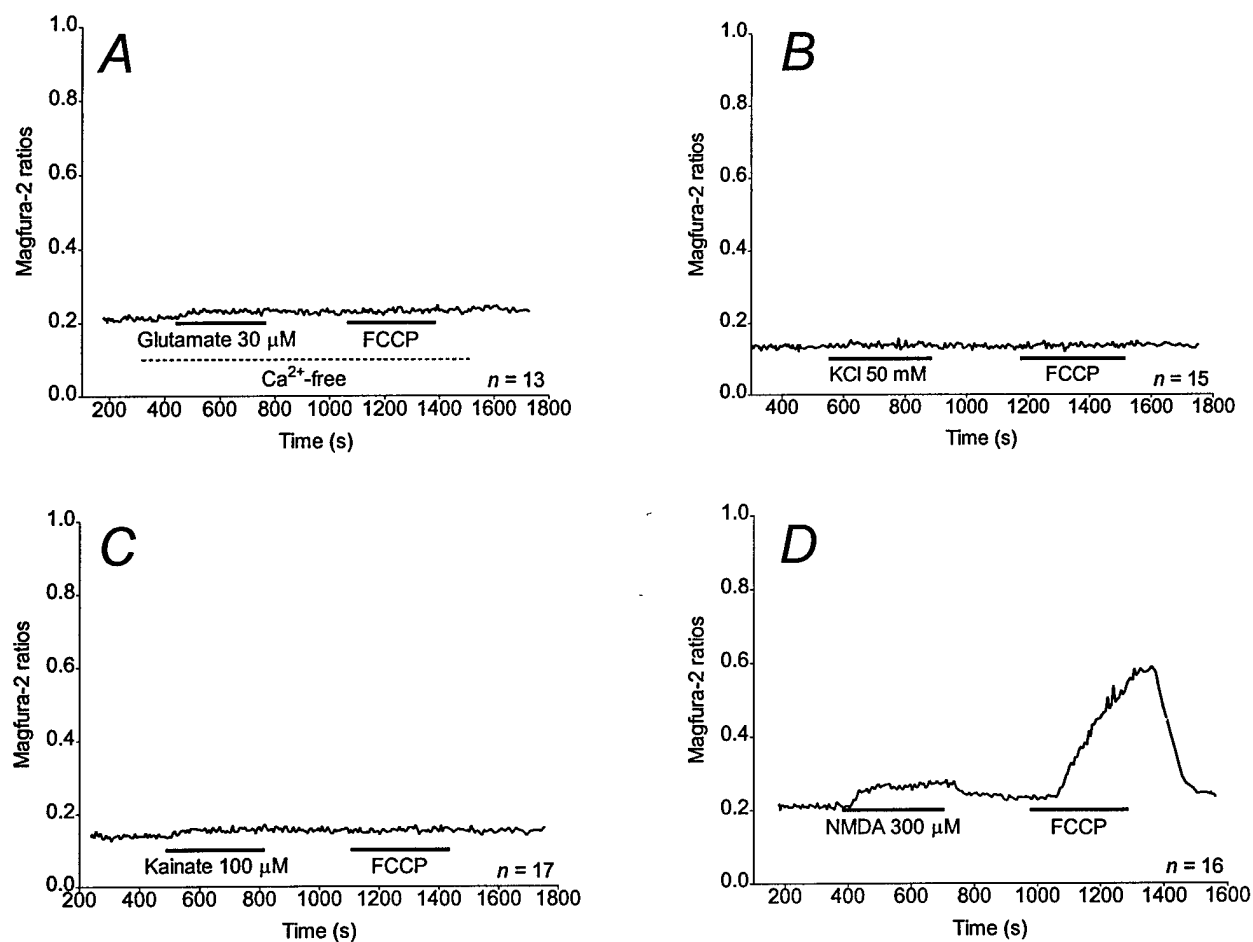 A
1.0
0.8
0.6
0.4
0.2
0.0
Magfura-2 ratios
Glutamate 30 μM
FCCP
Ca²⁺-free
n = 13
200 400 600 800 1000 1200 1400 1600 1800
Time (s)
B
1.0
0.8
0.6
0.4
0.2
0.0
Magfura-2 ratios
KCl 50 mM
FCCP
n = 15
400 600 800 1000 1200 1400 1600 1800
Time (s)
C
1.0
0.8
0.6
0.4
0.2
0.0
Magfura-2 ratios
Kainate 100 μM
FCCP
n = 17
200 400 600 800 1000 1200 1400 1600 1800
Time (s)
D
1.0
0.8
0.6
0.4
0.2
0.0
Magfura-2 ratios
NMDA 300 μM
FCCP
n = 16
200 400 600 800 1000 1200 1400 1600
Time (s)